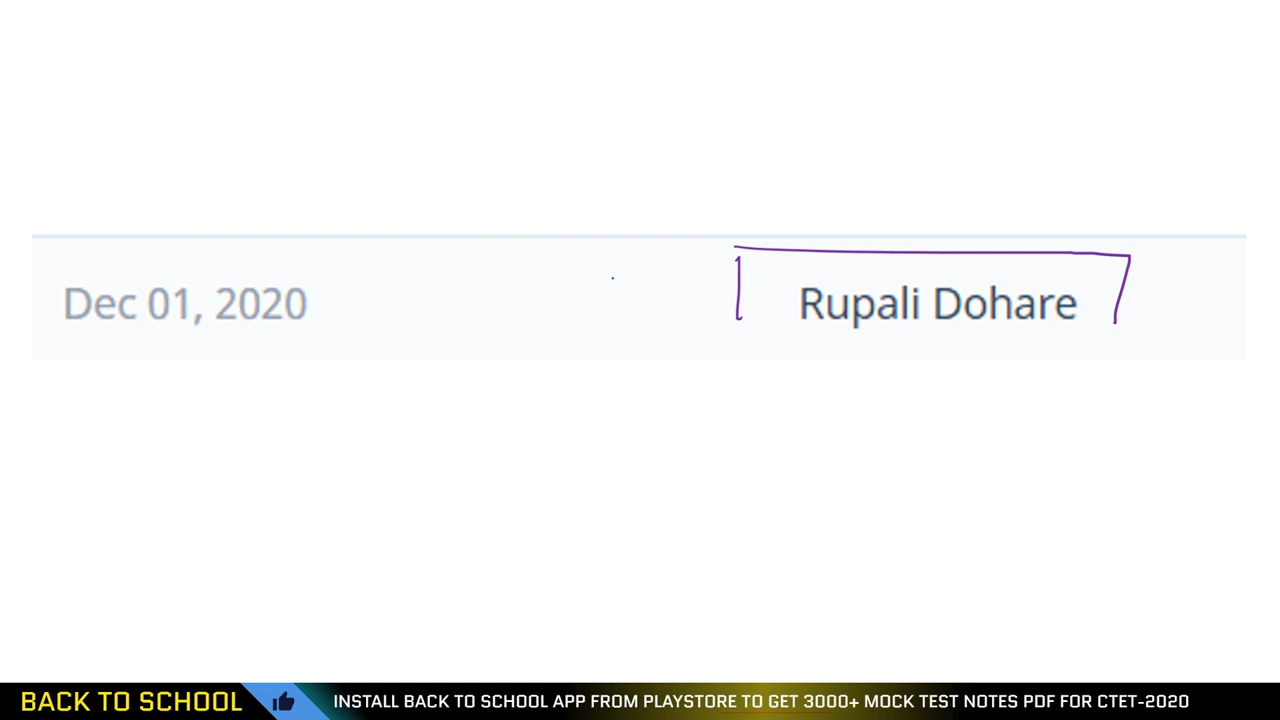 Dec 01, 2020 Rupali Dohare
BACK TO SCHOOL INSTALL BACK TO SCHOOL APP FROM PLAYSTORE TO GET 3000+ MOCK TEST NOTES PDF FOR CTET-2020